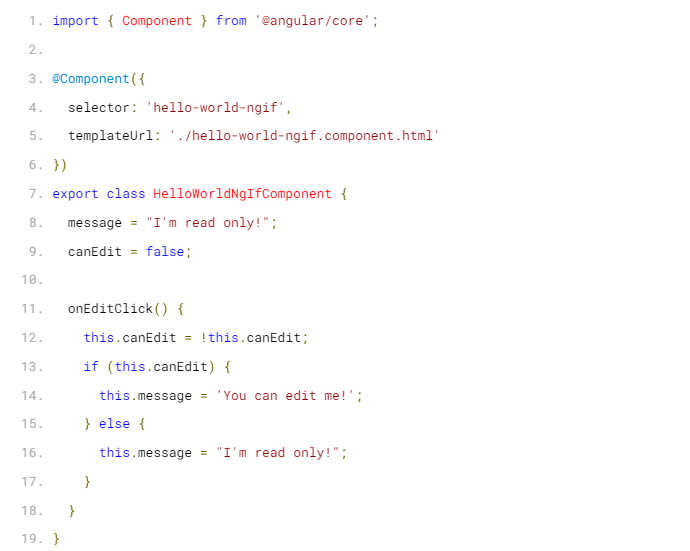 1. import { Component } from '@angular/core';
2.
3. @Component({
4.   selector: 'hello-world-ngif',
5.   templateUrl: './hello-world-ngif.component.html'
6. })
7. export class HelloWorldNgIfComponent {
8.   message = "I'm read only!";
9.   canEdit = false;
10.
11.   onEditClick() {
12.     this.canEdit = !this.canEdit;
13.     if (this.canEdit) {
14.       this.message = 'You can edit me!';
15.     } else {
16.       this.message = "I'm read only!";
17.     }
18.   }
19. }